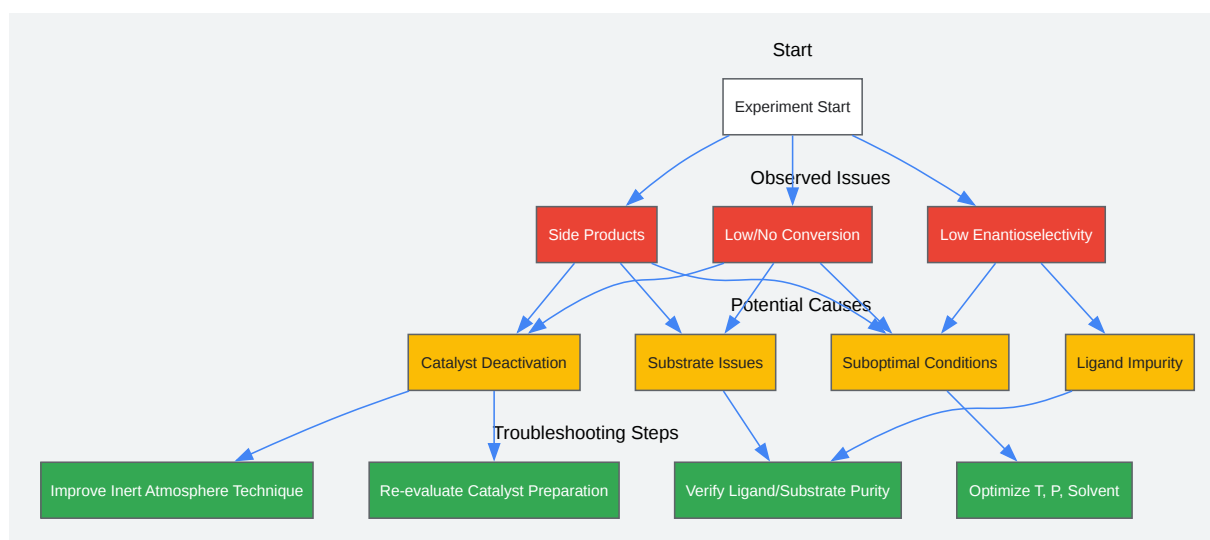 Start
Experiment Start
Observed Issues
Side Products
Low/No Conversion
Low Enantioselectivity
Potential Causes
Catalyst Deactivation
Substrate Issues
Suboptimal Conditions
Ligand Impurity
Troubleshooting Steps
Improve Inert Atmosphere Technique
Re-evaluate Catalyst Preparation
Verify Ligand/Substrate Purity
Optimize T, P, Solvent